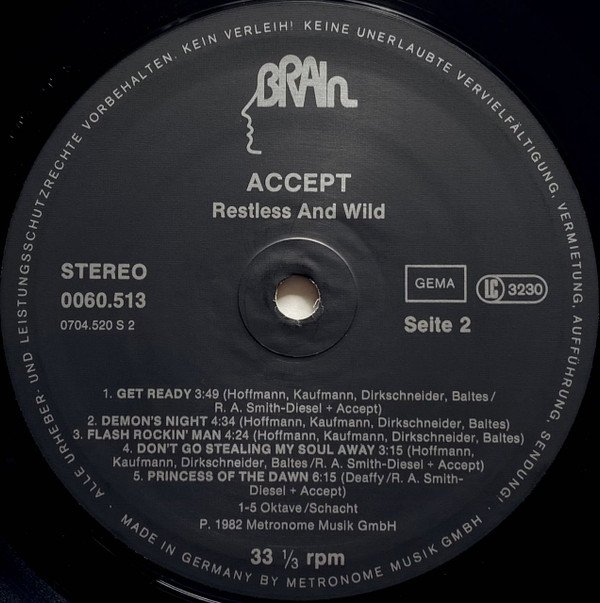 ALLE URHEBER UND LEISTUNGSSCHUTZRECHTE VORBEHALTEN. KEIN VERLEIH! KEINE UNERLAUBTE VERVIELFÄLTIGUNG, VERMIETUNG, AUFFÜHRUNG, SENDUNG!
BRAIn
ACCEPT
Restless And Wild
STEREO
0060.513
0704.520 S 2
GEMA
LC 3230
Seite 2
1. GET READY 3:49 (Hoffmann, Kaufmann, Dirkschneider, Baltes/
R. A. Smith-Diesel + Accept)
2. DEMON'S NIGHT 4:34 (Hoffmann, Kaufmann, Dirkschneider, Baltes)
3. FLASH ROCKIN' MAN 4:24 (Hoffmann, Kaufmann, Dirkschneider, Baltes)
4. DON'T GO STEALING MY SOUL AWAY 3:15 (Hoffmann,
Kaufmann, Dirkschneider, Baltes/R. A. Smith-Diesel + Accept)
5. PRINCESS OF THE DAWN 6:15 (Deaffy/R. A. Smith-
Diesel + Accept)
1-5 Oktave/Schacht
P. 1982 Metronome Musik GmbH
33 1/3 rpm
· MADE IN GERMANY BY METRONOME MUSIK GMBH ·